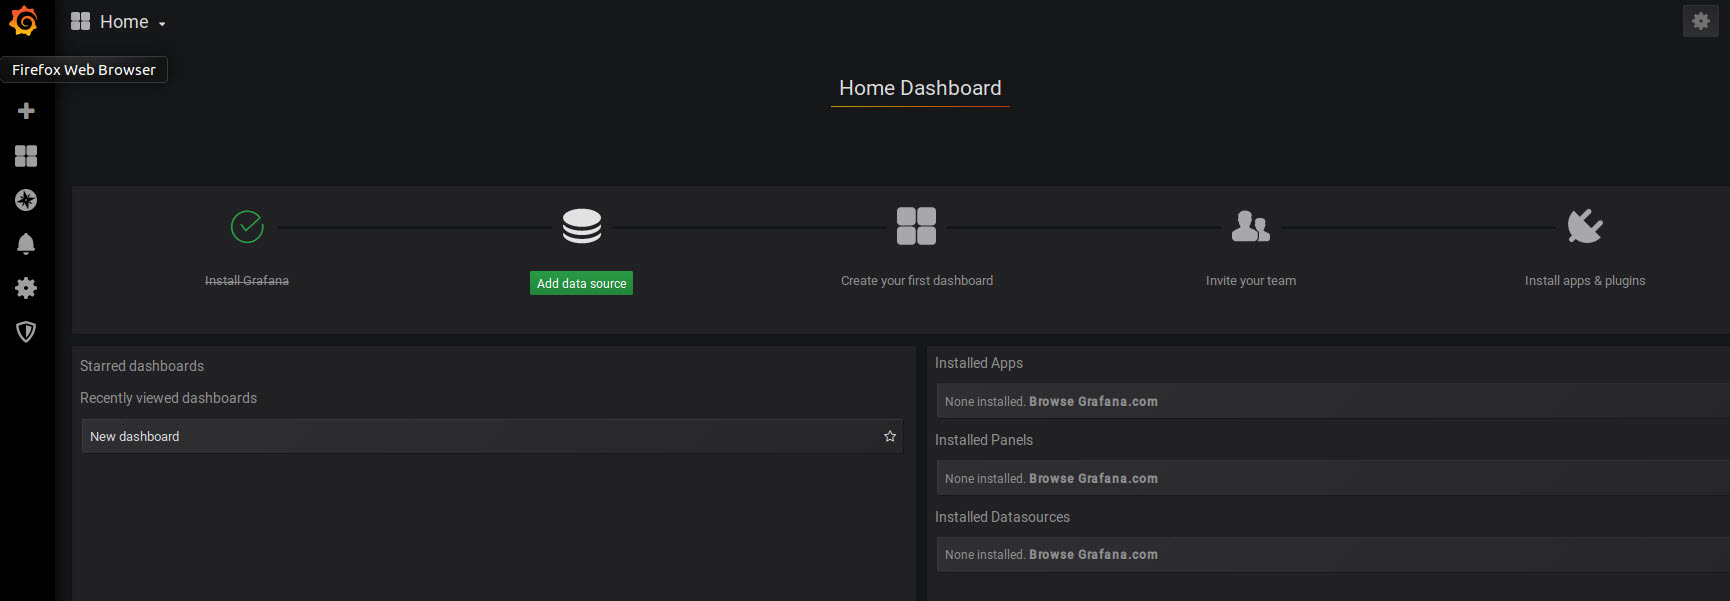 Home
Firefox Web Browser
Home Dashboard
Install Grafana
Add data source
Create your first dashboard
Invite your team
Install apps & plugins
Starred dashboards
Recently viewed dashboards
New dashboard
Installed Apps
None installed. Browse Grafana.com
Installed Panels
None installed. Browse Grafana.com
Installed Datasources
None installed. Browse Grafana.com